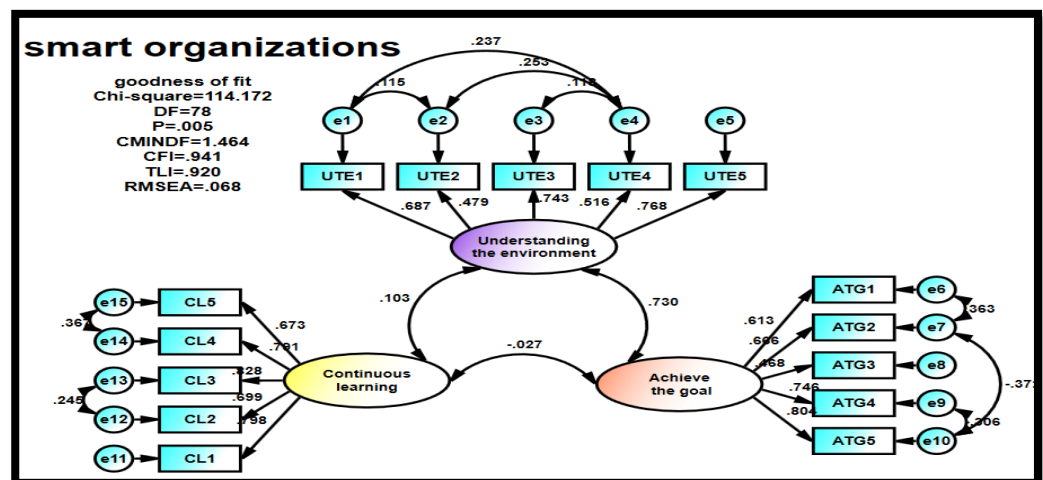 smart organizations
goodness of fit
Chi-square=114.172
DF=78
P=.005
CMINDF=1.464
CFI=.941
TLI=.920
RMSEA=.068
.237
.253
.115
e1
e2
e3
e4
e5
UTE1
UTE2
UTE3
UTE4
UTE5
.687
.479
.743
.516
.768
Understanding
the environment
.103
.730
-.027
e15
CL5
e14
CL4
e13
CL3
e12
CL2
e11
CL1
.245
.673
.791
.828
.699
.798
Continuous
learning
Achieve
the goal
.613
.468
.746
.804
ATG1
e6
ATG2
e7
ATG3
e8
ATG4
e9
ATG5
e10